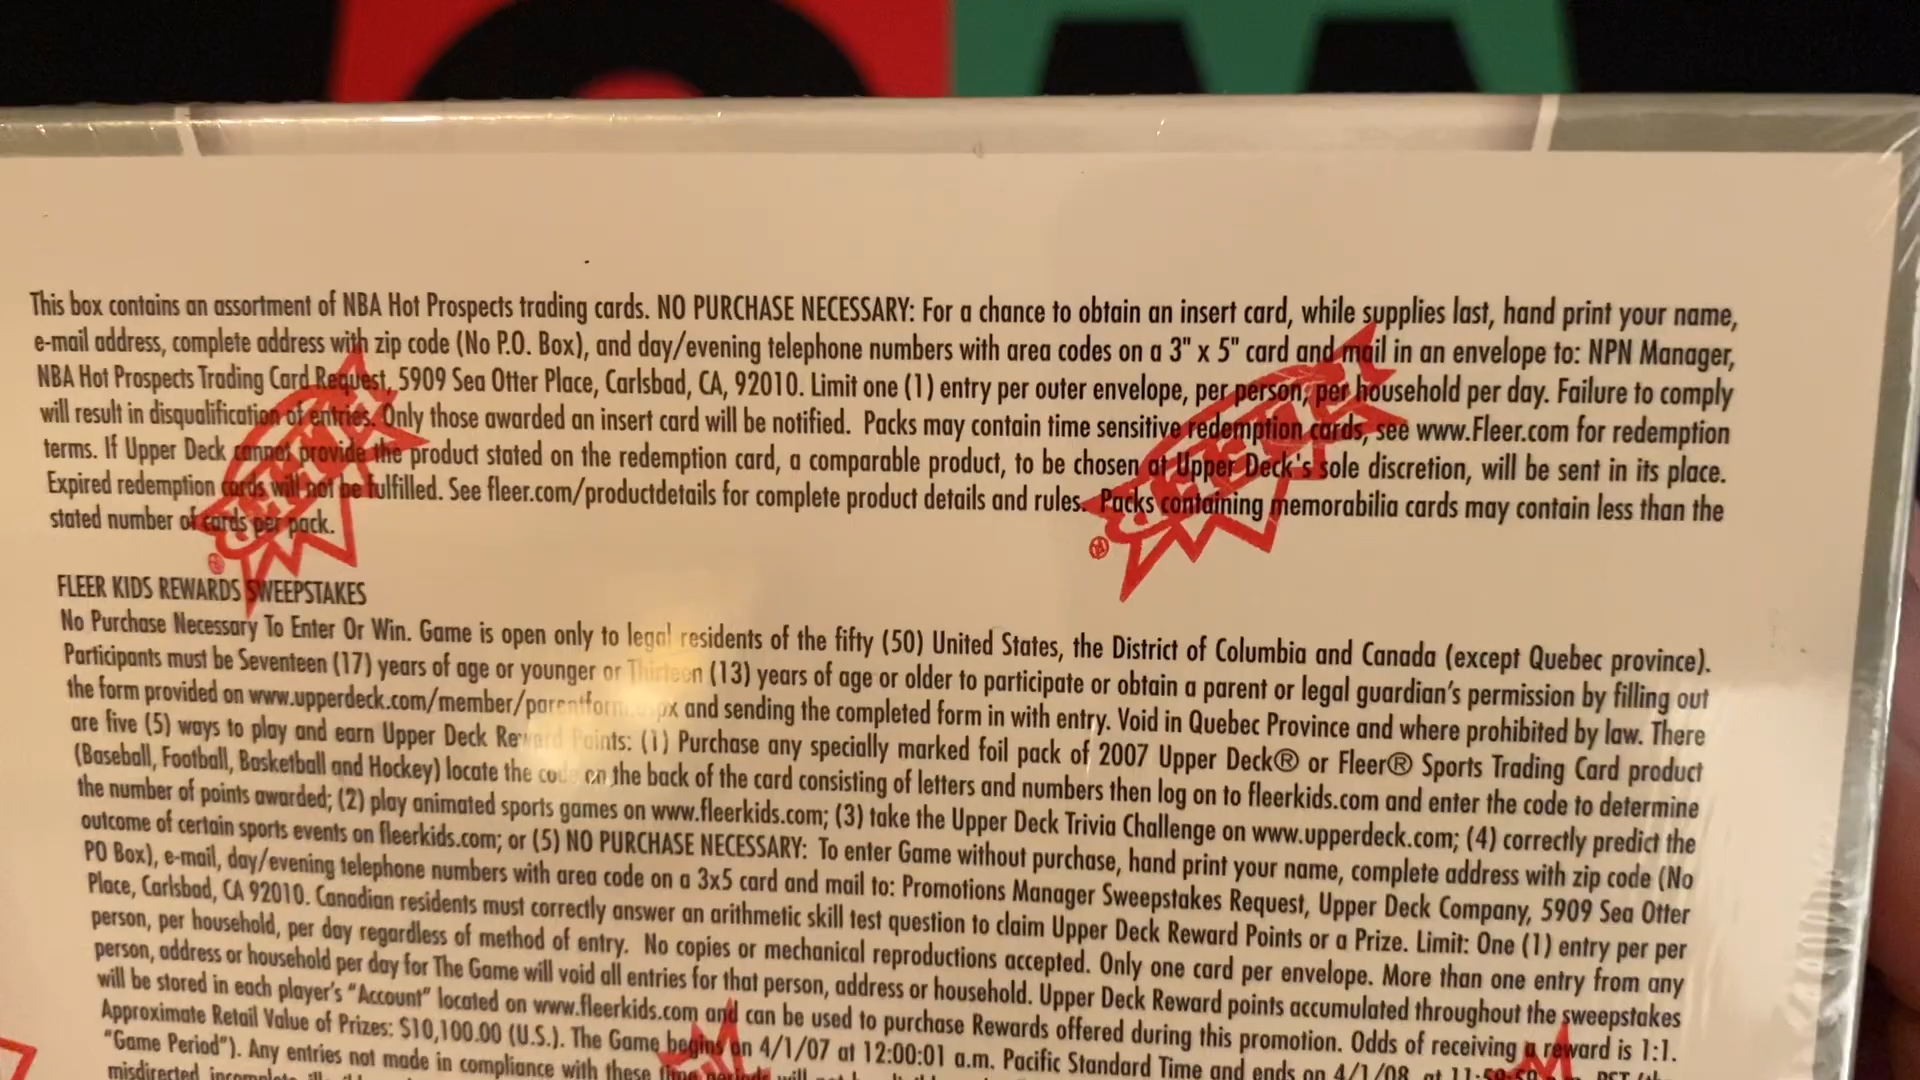 This box contains an assortment of NBA Hot Prospects trading cards. NO PURCHASE NECESSARY: For a chance to obtain an insert card, while supplies last, hand print your name,
e-mail address, complete address with zip code (No P.O. Box), and day/evening telephone numbers with area codes on a 3" x 5" card and mail in an envelope to: NPN Manager,
NBA Hot Prospects Trading Card Request, 5909 Sea Otter Place, Carlsbad, CA, 92010. Limit one (1) entry per outer envelope, per person, per household per day. Failure to comply
will result in disqualification of entries. Only those awarded an insert card will be notified. Packs may contain time sensitive redemption cards, see www.Fleer.com for redemption
terms. If Upper Deck cannot provide the product stated on the redemption card, a comparable product, to be chosen at Upper Deck's sole discretion, will be sent in its place.
Expired redemption cards will not be fulfilled. See fleer.com/productdetails for complete product details and rules. Packs containing memorabilia cards may contain less than the
stated number of cards per pack.
FLEER KIDS REWARDS SWEEPSTAKES
No Purchase Necessary To Enter Or Win. Game is open only to legal residents of the fifty (50) United States, the District of Columbia and Canada (except Quebec province).
Participants must be Seventeen (17) years of age or younger or Thirteen (13) years of age or older to participate or obtain a parent or legal guardian's permission by filling out
the form provided on www.upperdeck.com/member/parentform.aspx and sending the completed form in with entry. Void in Quebec Province and where prohibited by law. There
are five (5) ways to play and earn Upper Deck Reward Points: (1) Purchase any specially marked foil pack of 2007 Upper Deck® or Fleer® Sports Trading Card product
(Baseball, Football, Basketball and Hockey) locate the code on the back of the card consisting of letters and numbers then log on to fleerkids.com and enter the code to determine
the number of points awarded; (2) play animated sports games on www.fleerkids.com; (3) take the Upper Deck Trivia Challenge on www.upperdeck.com; (4) correctly predict the
outcome of certain sports events on fleerkids.com; or (5) NO PURCHASE NECESSARY: To enter Game without purchase, hand print your name, complete address with zip code (No
PO Box), e-mail, day/evening telephone numbers with area code on a 3x5 card and mail to: Promotions Manager Sweepstakes Request, Upper Deck Company, 5909 Sea Otter
Place, Carlsbad, CA 92010. Canadian residents must correctly answer an arithmetic skill test question to claim Upper Deck Reward Points or a Prize. Limit: One (1) entry per per
person, per household, per day regardless of method of entry. No copies or mechanical reproductions accepted. Only one card per envelope. More than one entry from any
person, address or household per day for The Game will void all entries for that person, address or household. Upper Deck Reward points accumulated throughout the sweepstakes
will be stored in each player's "Account" located on www.fleerkids.com and can be used to purchase Rewards offered during this promotion. Odds of receiving a reward is 1:1.
Approximate Retail Value of Prizes: $10,100.00 (U.S.). The Game begins on 4/1/07 at 12:00:01 a.m. Pacific Standard Time and ends on 4/1/08 at 11:59:59 PST (the
"Game Period"). Any entries not made in compliance with these time periods will not be
misdirected, incomplete,